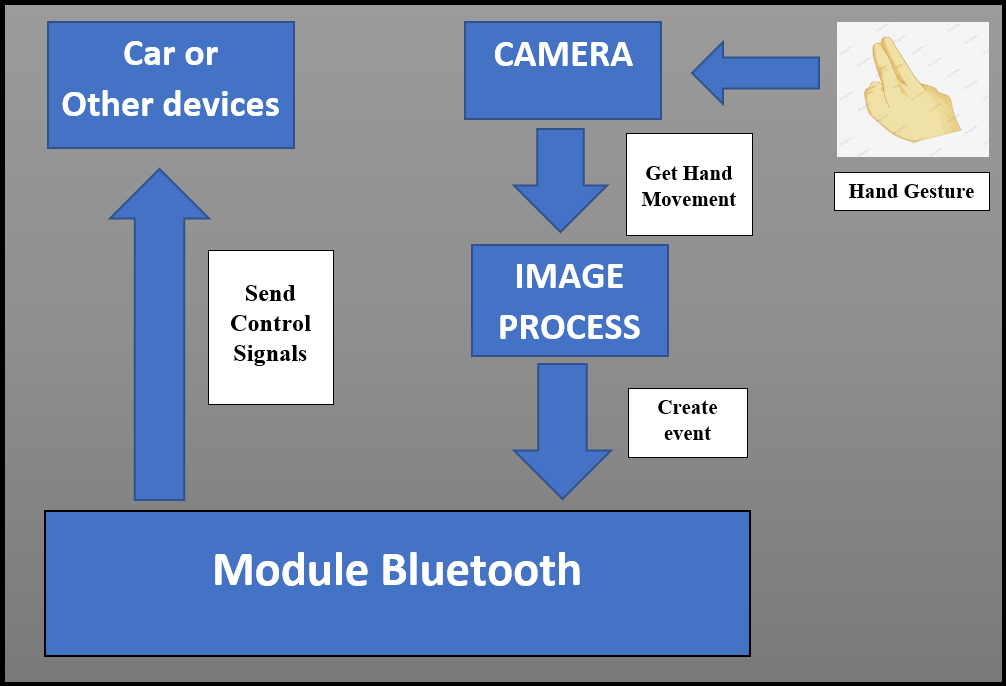 Car or
Other devices
CAMERA
Get Hand
Movement
Hand Gesture
Send
Control
Signals
IMAGE
PROCESS
Create
event
Module Bluetooth